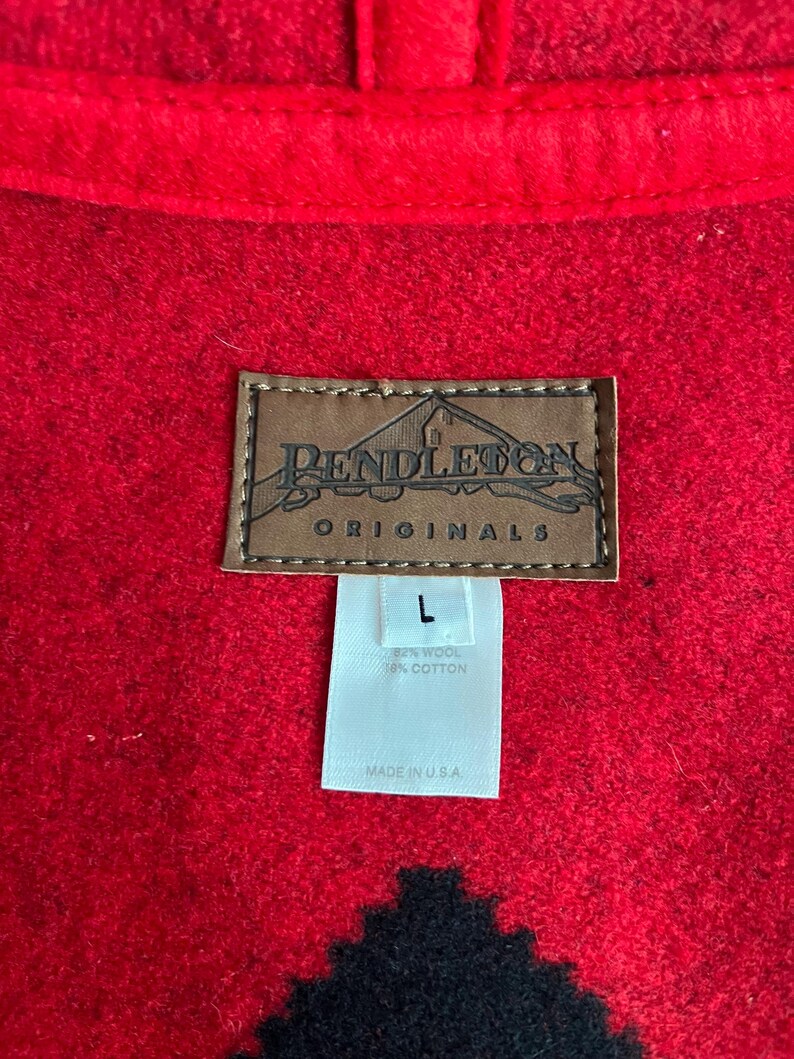 PENDLETON
ORIGINALS
L
82% WOOL
18% COTTON
MADE IN U.S.A.